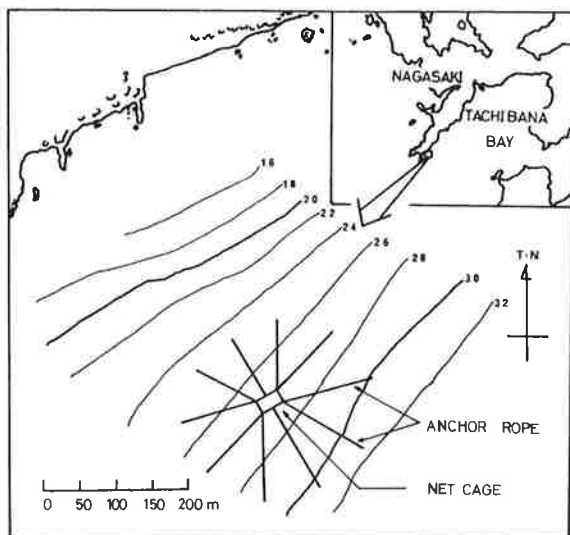 NAGASAKI
TACHIBANA
BAY
16
18
20
22
24
26
28
30
32
T·N
ANCHOR ROPE
NET CAGE
0 50 100 150 200 m